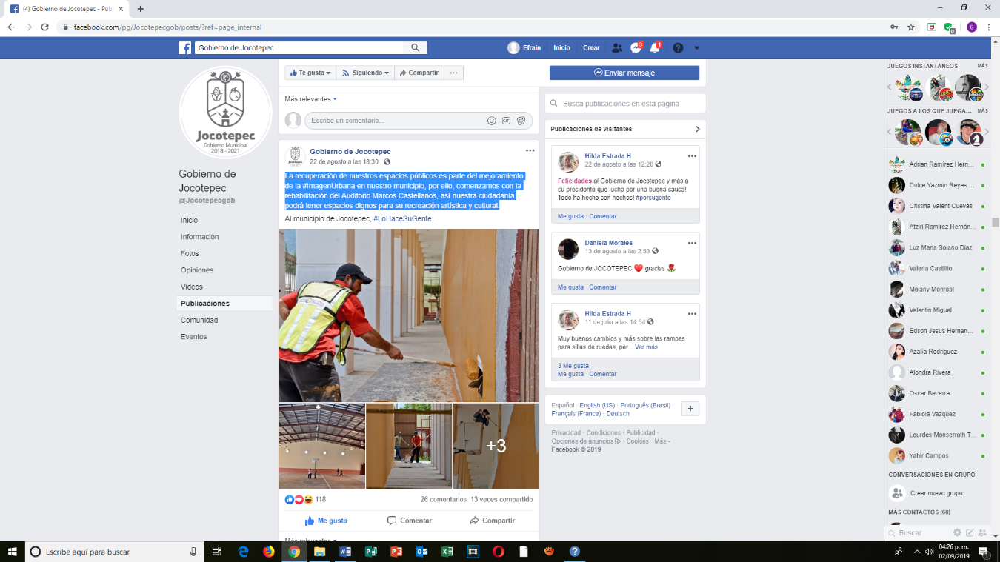 (4) Gobierno de Jocotepec - Pub
facebook.com/pg/Jocotepecgob/posts/?ref=page_internal
G
Gobierno de Jocotepec
Efrain
Inicio
Crear
3
1
Jocotepec
Gobierno Municipal
2018 - 2021
Gobierno de
Jocotepec
@Jocotepecgob
Inicio
Información
Fotos
Opiniones
Videos
Publicaciones
Comunidad
Eventos
Te gusta
Siguiendo
Compartir
Más relevantes
Escribe un comentario...
GIF
Gobierno de Jocotepec
22 de agosto a las 18:30 ·
La recuperación de nuestros espacios públicos es parte del mejoramiento
de la #ImagenUrbana en nuestro municipio, por ello, comenzamos con la
rehabilitación del Auditorio Marcos Castellanos, así nuestra ciudadanía
podrá tener espacios dignos para su recreación artística y cultural.
Al municipio de Jocotepec, #LoHaceSuGente.
+3
118
26 comentarios 13 veces compartido
Me gusta
Comentar
Compartir
Más relevantes
Enviar mensaje
Busca publicaciones en esta página
Publicaciones de visitantes
Hilda Estrada H
22 de agosto a las 12:20 ·
Felicidades al Gobierno de Jocotepec y más a
su presidente que lucha por una buena causa!
Todo ha hecho con hechos! #porsugente
Me gusta · Comentar
Daniela Morales
13 de agosto a las 2:53 ·
Gobierno de JOCOTEPEC ❤️ gracias 🌹
Me gusta · Comentar
Hilda Estrada H
11 de julio a las 14:54 ·
Muy buenos cambios y más sobre las rampas
para sillas de ruedas, per... Ver más
3 Me gusta
Me gusta · Comentar
Español · English (US) · Português (Brasil)
Français (France) · Deutsch
Privacidad · Condiciones · Publicidad ·
Opciones de anuncios · Cookies · Más
Facebook © 2019
JUEGOS INSTANTÁNEOS MÁS
UNO
JUEGOS A LOS QUE JUEGA... MÁS
Adrian Ramírez Hern...
Dulce Yazmin Reyes ...
Cristina Valent Cuevas
Atziri Ramirez Hernán...
Luz Maria Solano Diaz
Valeria Castiillo
Melany Monreal
Valentin Miguel
Edson Jesus Hernan...
Azalîa Rodriguez
Alondra Rivera
Oscar Becerra
Fabiola Vazquez
Lourdes Monserrath T...
Yahir Campos
CONVERSACIONES EN GRUPO
Crear nuevo grupo
MÁS CONTACTOS (68)
Buscar
Escribe aquí para buscar
04:26 p. m.
02/09/2019
1